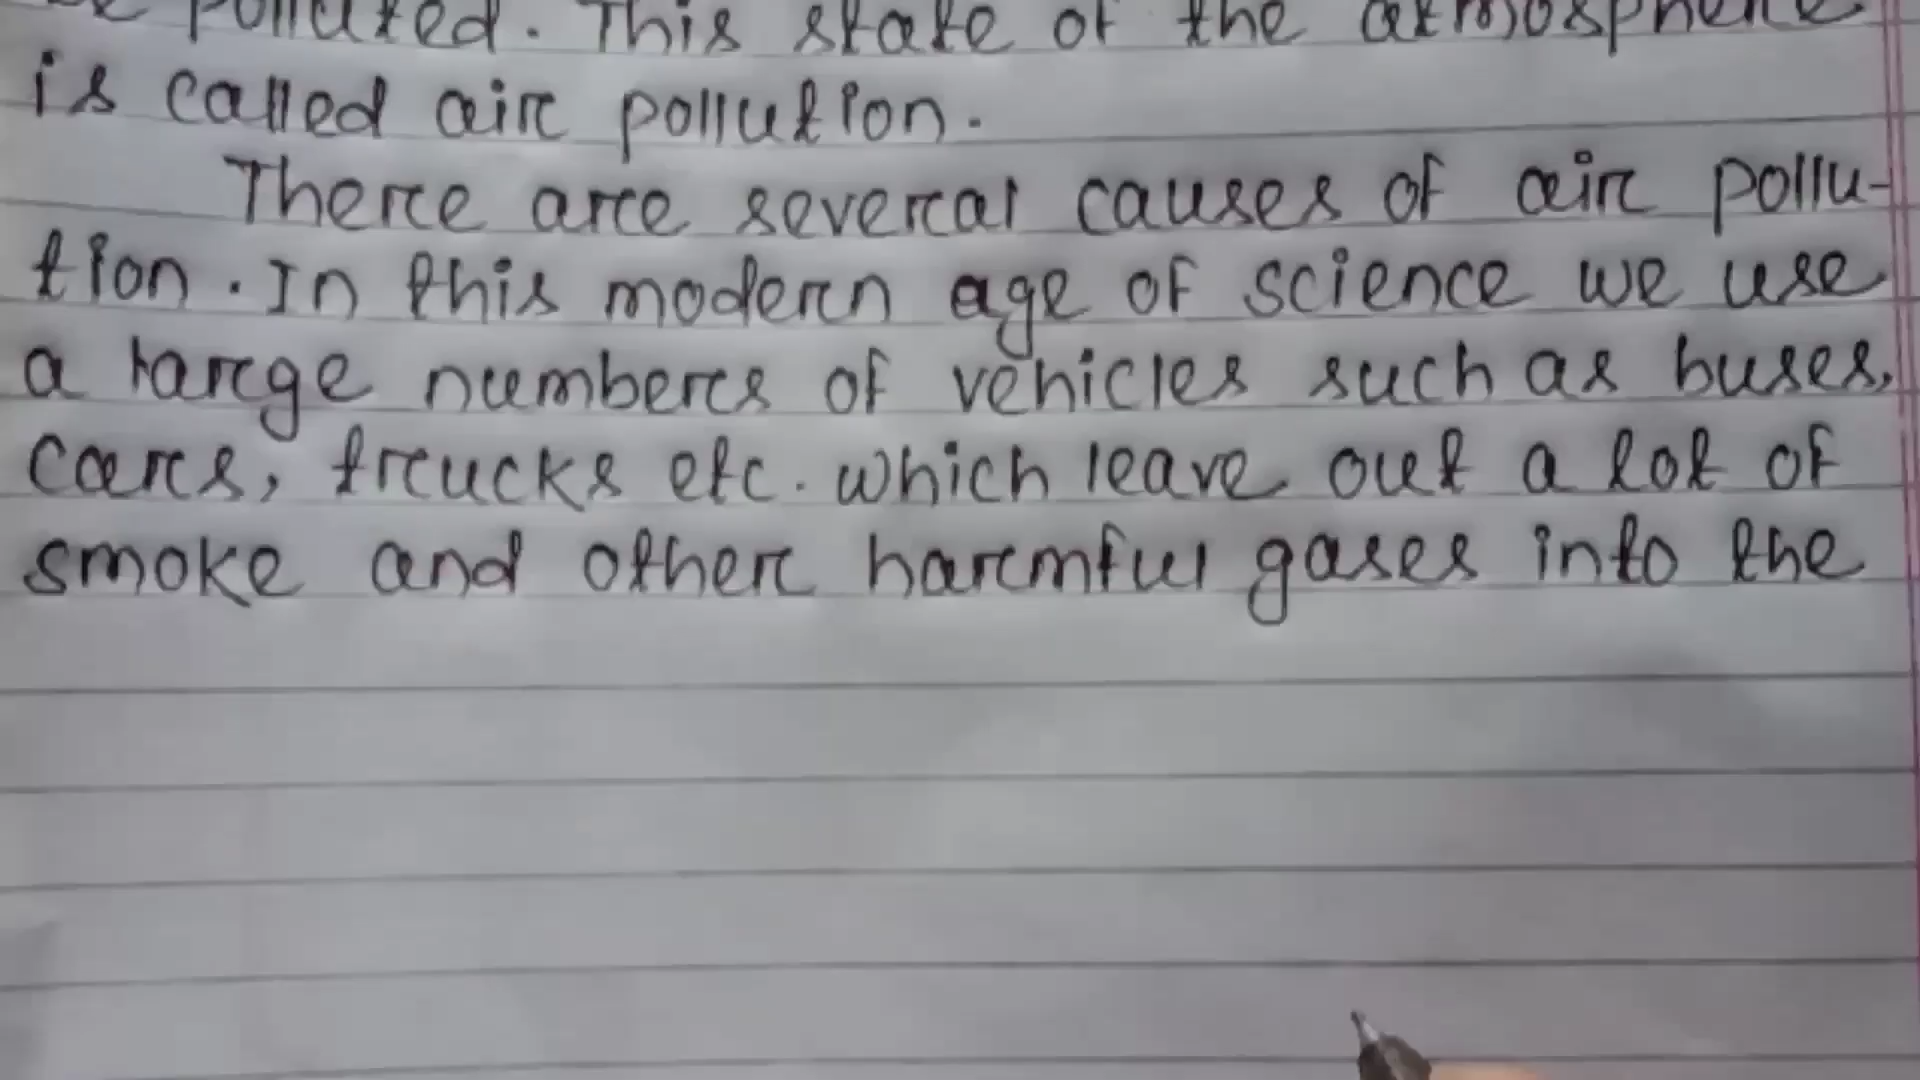 be polluted. This state of the atmosphere
is called air pollution.
There are several causes of air pollu-
tion. In this modern age of science we use
a large numbers of vehicles such as buses,
cars, trucks etc. which leave out a lot of
smoke and other harmful gases into the